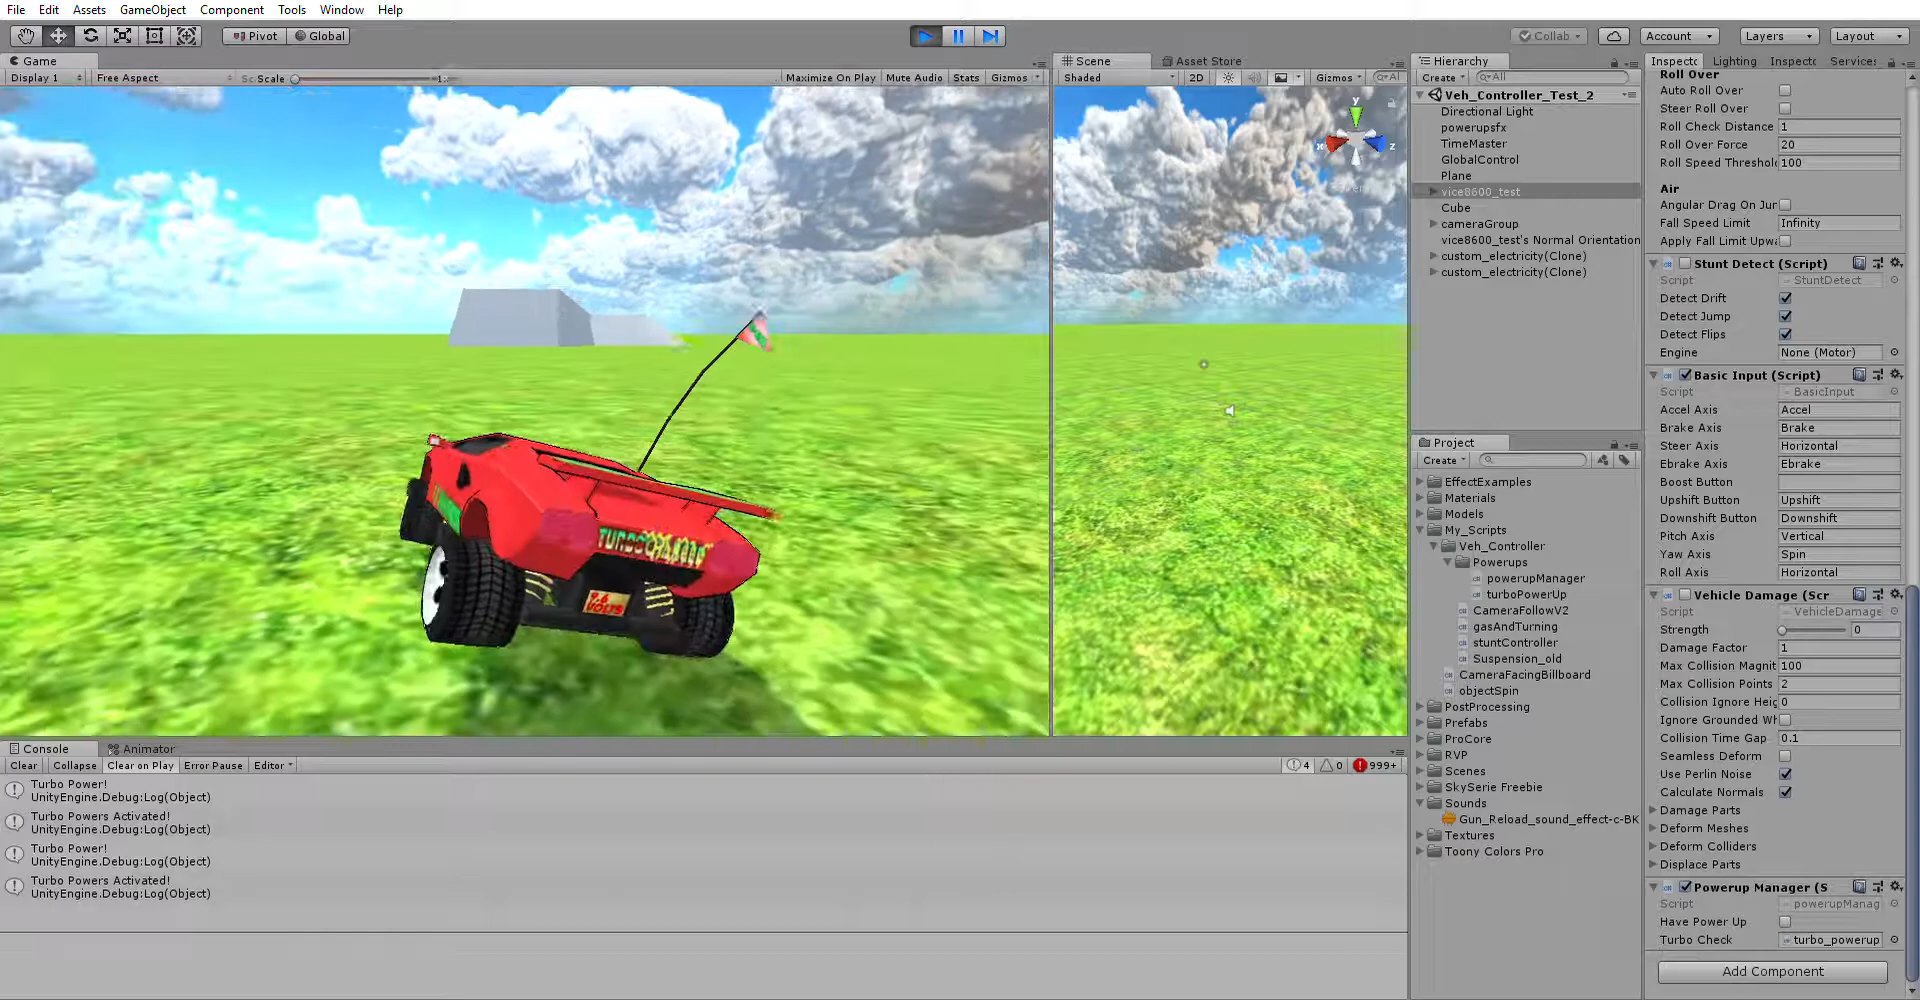 File Edit Assets GameObject Component Tools Window Help
Pivot Global Collab Account Layers Layout
Game
Display 1 Free Aspect Scale Maximize On Play Mute Audio Stats Gizmos
9.6
VOLTS
Scene Asset Store
Shaded 2D Gizmos All
y
x z
Hierarchy
Create All
Veh_Controller_Test_2
Directional Light
powerupsfx
TimeMaster
GlobalControl
Plane
vice8600_test
Cube
cameraGroup
vice8600_test's Normal Orientation
custom_electricity(Clone)
custom_electricity(Clone)
Project
Create
EffectExamples
Materials
Models
My_Scripts
Veh_Controller
Powerups
powerupManager
turboPowerUp
CameraFollowV2
gasAndTurning
stuntController
Suspension_old
CameraFacingBillboard
objectSpin
PostProcessing
Prefabs
ProCore
RVP
Scenes
SkySerie Freebie
Sounds
Gun_Reload_sound_effect-c-BK
Textures
Toony Colors Pro
Inspecto Lighting Inspecto Services
Roll Over
Auto Roll Over
Steer Roll Over
Roll Check Distance 1
Roll Over Force 20
Roll Speed Threshol 100
Air
Angular Drag On Jur
Fall Speed Limit Infinity
Apply Fall Limit Upwa
Stunt Detect (Script)
Script StuntDetect
Detect Drift
Detect Jump
Detect Flips
Engine None (Motor)
Basic Input (Script)
Script BasicInput
Accel Axis Accel
Brake Axis Brake
Steer Axis Horizontal
Ebrake Axis Ebrake
Boost Button
Upshift Button Upshift
Downshift Button Downshift
Pitch Axis Vertical
Yaw Axis Spin
Roll Axis Horizontal
Vehicle Damage (Scr
Script VehicleDamage
Strength 0
Damage Factor 1
Max Collision Magnit 100
Max Collision Points 2
Collision Ignore Heig 0
Ignore Grounded Wh
Collision Time Gap 0.1
Seamless Deform
Use Perlin Noise
Calculate Normals
Damage Parts
Deform Meshes
Deform Colliders
Displace Parts
Powerup Manager (S
Script powerupManag
Have Power Up
Turbo Check turbo_powerup
Add Component
Console Animator
Clear Collapse Clear on Play Error Pause Editor 4 0 999+
Turbo Power!
UnityEngine.Debug:Log(Object)
Turbo Powers Activated!
UnityEngine.Debug:Log(Object)
Turbo Power!
UnityEngine.Debug:Log(Object)
Turbo Powers Activated!
UnityEngine.Debug:Log(Object)